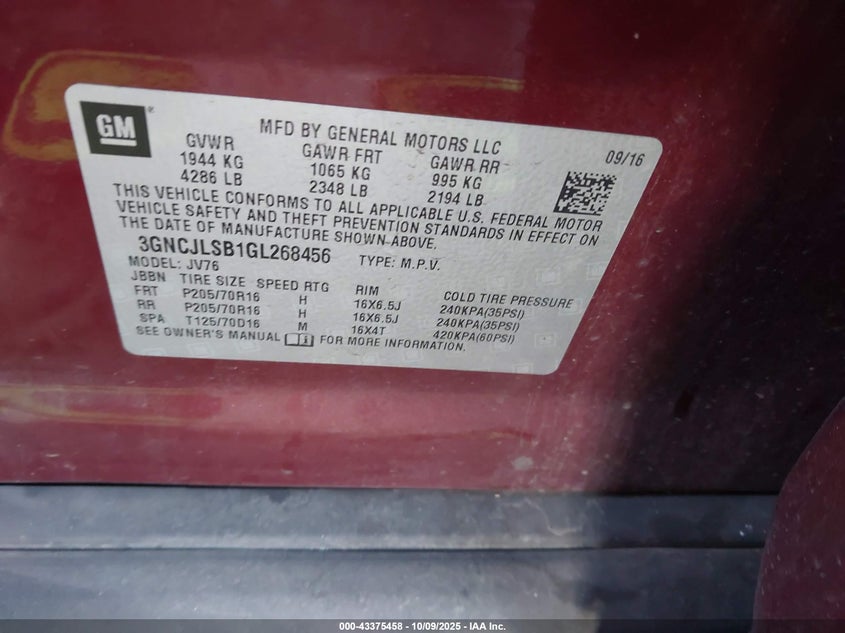 GM
MFD BY GENERAL MOTORS LLC 09/16
GVWR GAWR FRT GAWR RR
1944 KG 1065 KG 995 KG
4286 LB 2348 LB 2194 LB
THIS VEHICLE CONFORMS TO ALL APPLICABLE U.S. FEDERAL MOTOR
VEHICLE SAFETY AND THEFT PREVENTION STANDARDS IN EFFECT ON
THE DATE OF MANUFACTURE SHOWN ABOVE.
3GNCJLSB1GL268456 TYPE: M.P.V.
MODEL: JV76
JBBN TIRE SIZE SPEED RTG RIM COLD TIRE PRESSURE
FRT P205/70R16 H 16X6.5J 240KPA(35PSI)
RR P205/70R16 H 16X6.5J 240KPA(35PSI)
SPA T125/70D16 M 16X4T 420KPA(60PSI)
SEE OWNER'S MANUAL FOR MORE INFORMATION.
000-43375458 - 10/09/2025 - IAA Inc.